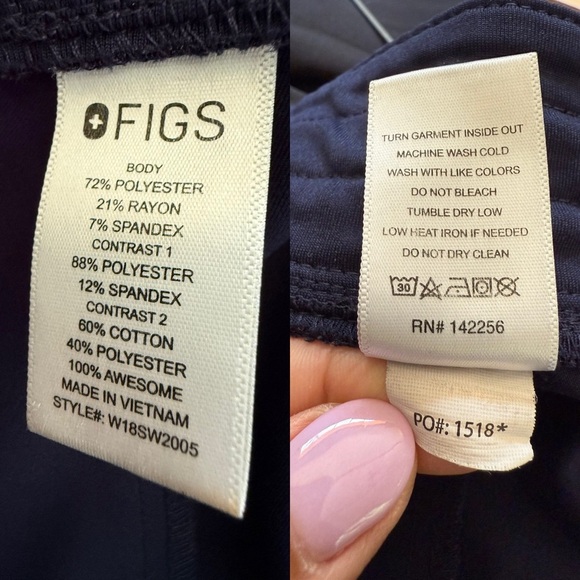 FIGS
BODY
72% POLYESTER
21% RAYON
7% SPANDEX
CONTRAST 1
88% POLYESTER
12% SPANDEX
CONTRAST 2
60% COTTON
40% POLYESTER
100% AWESOME
MADE IN VIETNAM
STYLE#: W18SW2005
TURN GARMENT INSIDE OUT
MACHINE WASH COLD
WASH WITH LIKE COLORS
DO NOT BLEACH
TUMBLE DRY LOW
LOW HEAT IRON IF NEEDED
DO NOT DRY CLEAN
30
RN# 142256
PO#: 1518*